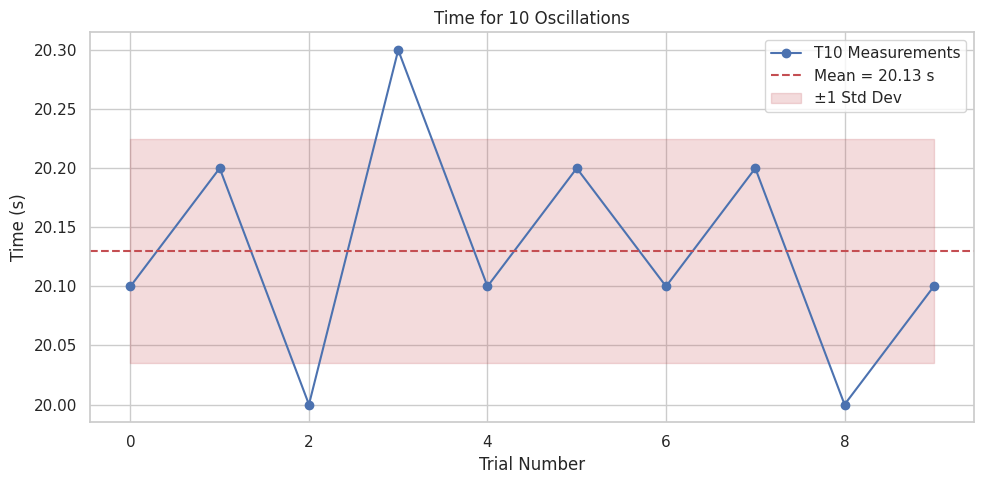 Time for 10 Oscillations
T10 Measurements
Mean = 20.13 s
±1 Std Dev
Time (s)
20.30
20.25
20.20
20.15
20.10
20.05
20.00
0 2 4 6 8
Trial Number